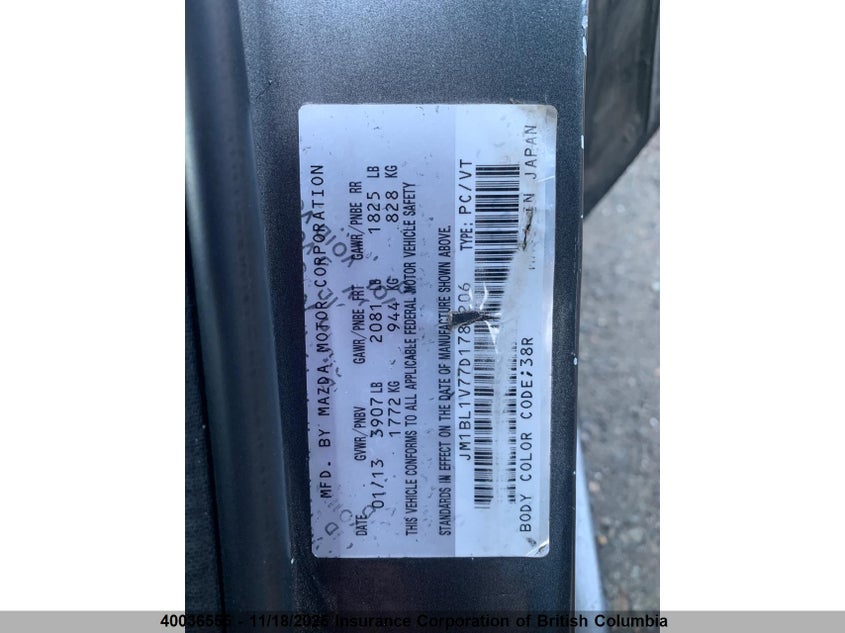 MFD. BY MAZDA MOTOR CORPORATION
DATE GVWR/PNBV GAWR/PNBE FRT GAWR/PNBE RR
01/13 3907 LB 2081 LB 1825 LB
1772 KG 944 KG 828 KG
THIS VEHICLE CONFORMS TO ALL APPLICABLE FEDERAL MOTOR VEHICLE SAFETY
STANDARDS IN EFFECT ON THE DATE OF MANUFACTURE SHOWN ABOVE.
TYPE: PC/VT
BODY COLOR CODE;38R IN JAPAN
11/18/2025 Insurance Corporation of British Columbia